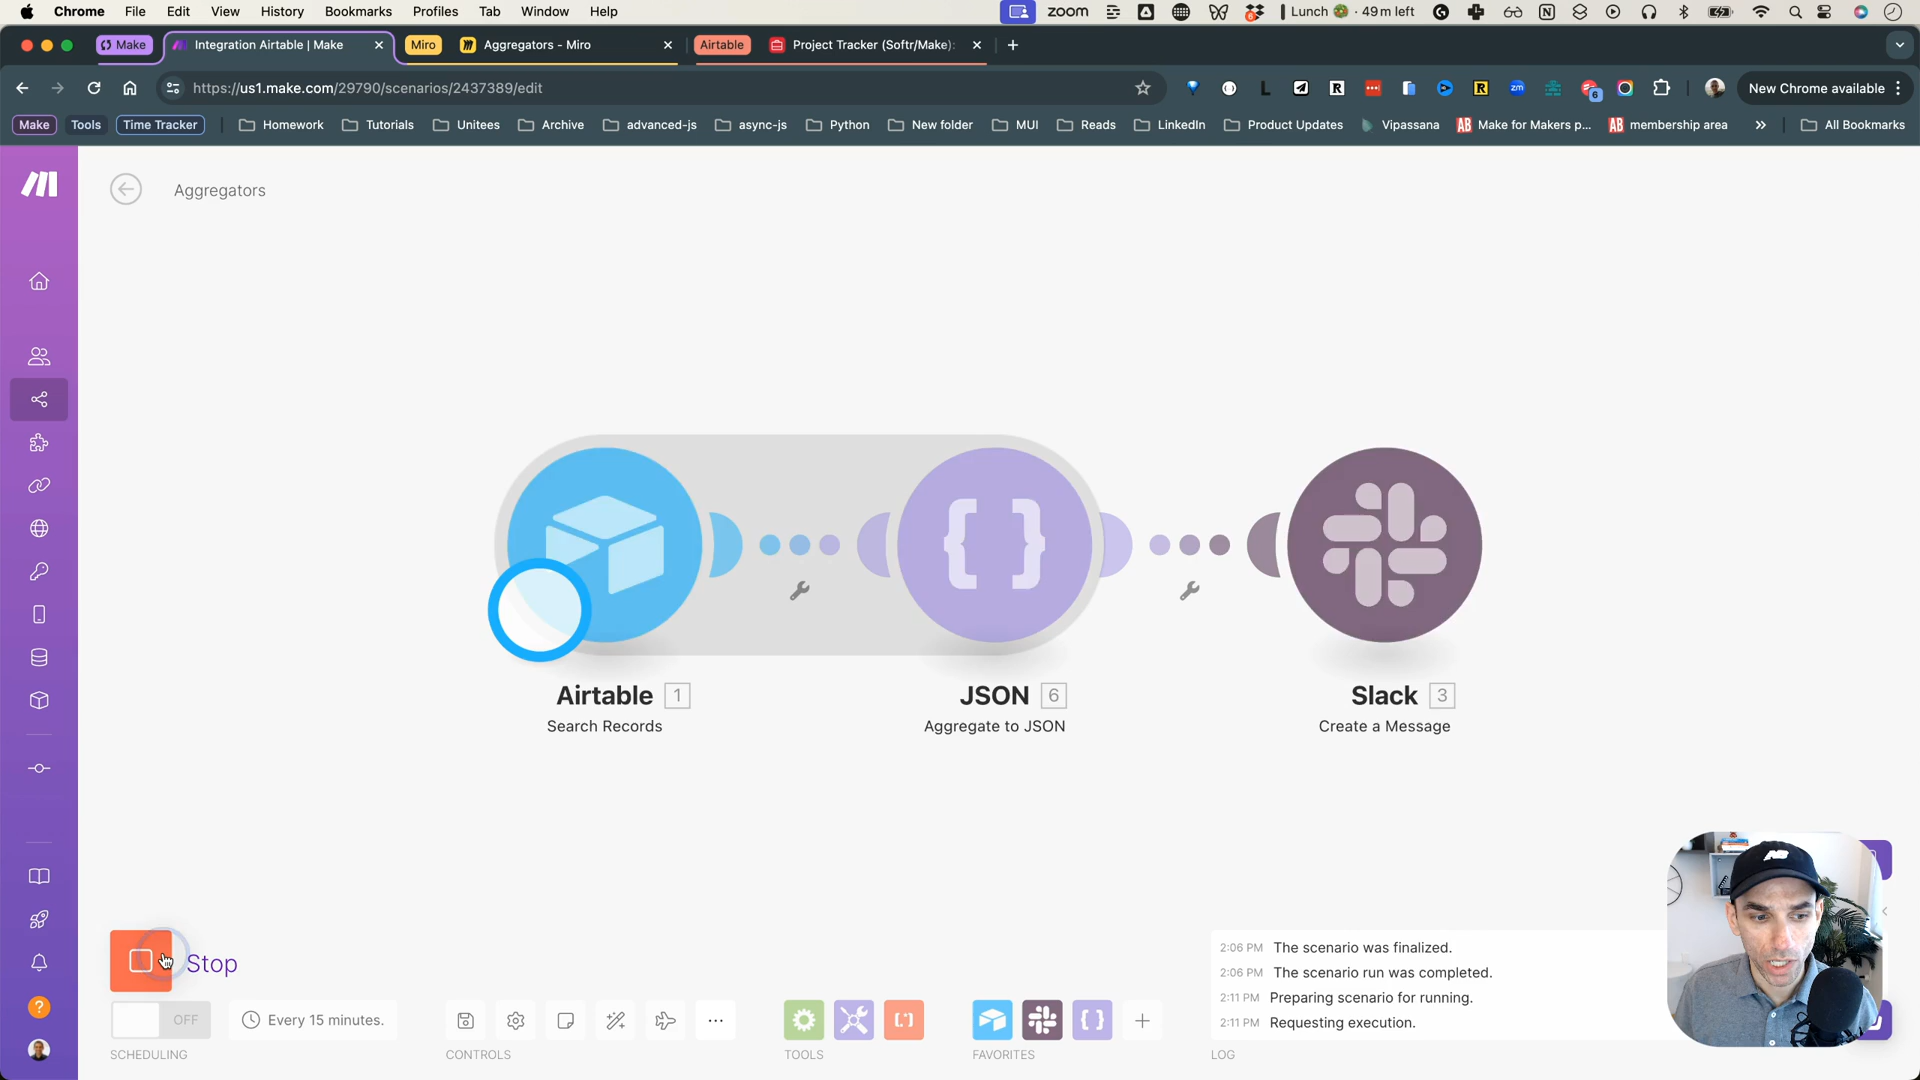 Chrome File Edit View History Bookmarks Profiles Tab Window Help zoom Lunch · 49 m left
Make Integration Airtable | Make Miro Aggregators - Miro Airtable Project Tracker (Softr/Make):
https://us1.make.com/29790/scenarios/2437389/edit New Chrome available
Make Tools Time Tracker Homework Tutorials Unitees Archive advanced-js async-js Python New folder MUI Reads LinkedIn Product Updates Vipassana Make for Makers p... membership area All Bookmarks
Aggregators
Airtable 1
Search Records
JSON 6
Aggregate to JSON
Slack 3
Create a Message
Stop
OFF Every 15 minutes.
SCHEDULING CONTROLS TOOLS FAVORITES LOG
2:06 PM The scenario was finalized.
2:06 PM The scenario run was completed.
2:11 PM Preparing scenario for running.
2:11 PM Requesting execution.